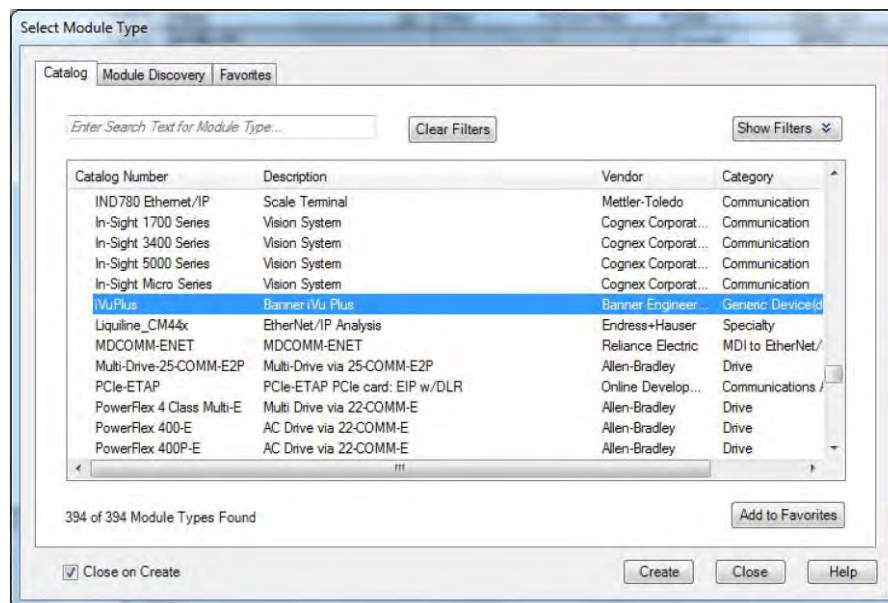 Select Module Type
Catalog Module Discovery Favorites
Enter Search Text for Module Type... Clear Filters Show Filters
Catalog Number Description Vendor Category
IND780 Ethernet/IP Scale Terminal Mettler-Toledo Communication
In-Sight 1700 Series Vision System Cognex Corporat... Communication
In-Sight 3400 Series Vision System Cognex Corporat... Communication
In-Sight 5000 Series Vision System Cognex Corporat... Communication
In-Sight Micro Series Vision System Cognex Corporat... Communication
iVuPlus Banner iVu Plus Banner Engineer... Generic Device(d
Liquiline_CM44x EtherNet/IP Analysis Endress+Hauser Specialty
MDCOMM-ENET MDCOMM-ENET Reliance Electric MDI to EtherNet/
Multi-Drive-25-COMM-E2P Multi-Drive via 25-COMM-E2P Allen-Bradley Drive
PCIe-ETAP PCIe-ETAP PCIe card: EIP w/DLR Online Develop... Communications A
PowerFlex 4 Class Multi-E Multi Drive via 22-COMM-E Allen-Bradley Drive
PowerFlex 400-E AC Drive via 22-COMM-E Allen-Bradley Drive
PowerFlex 400P-E AC Drive via 22-COMM-E Allen-Bradley Drive
394 of 394 Module Types Found Add to Favorites
Close on Create Create Close Help